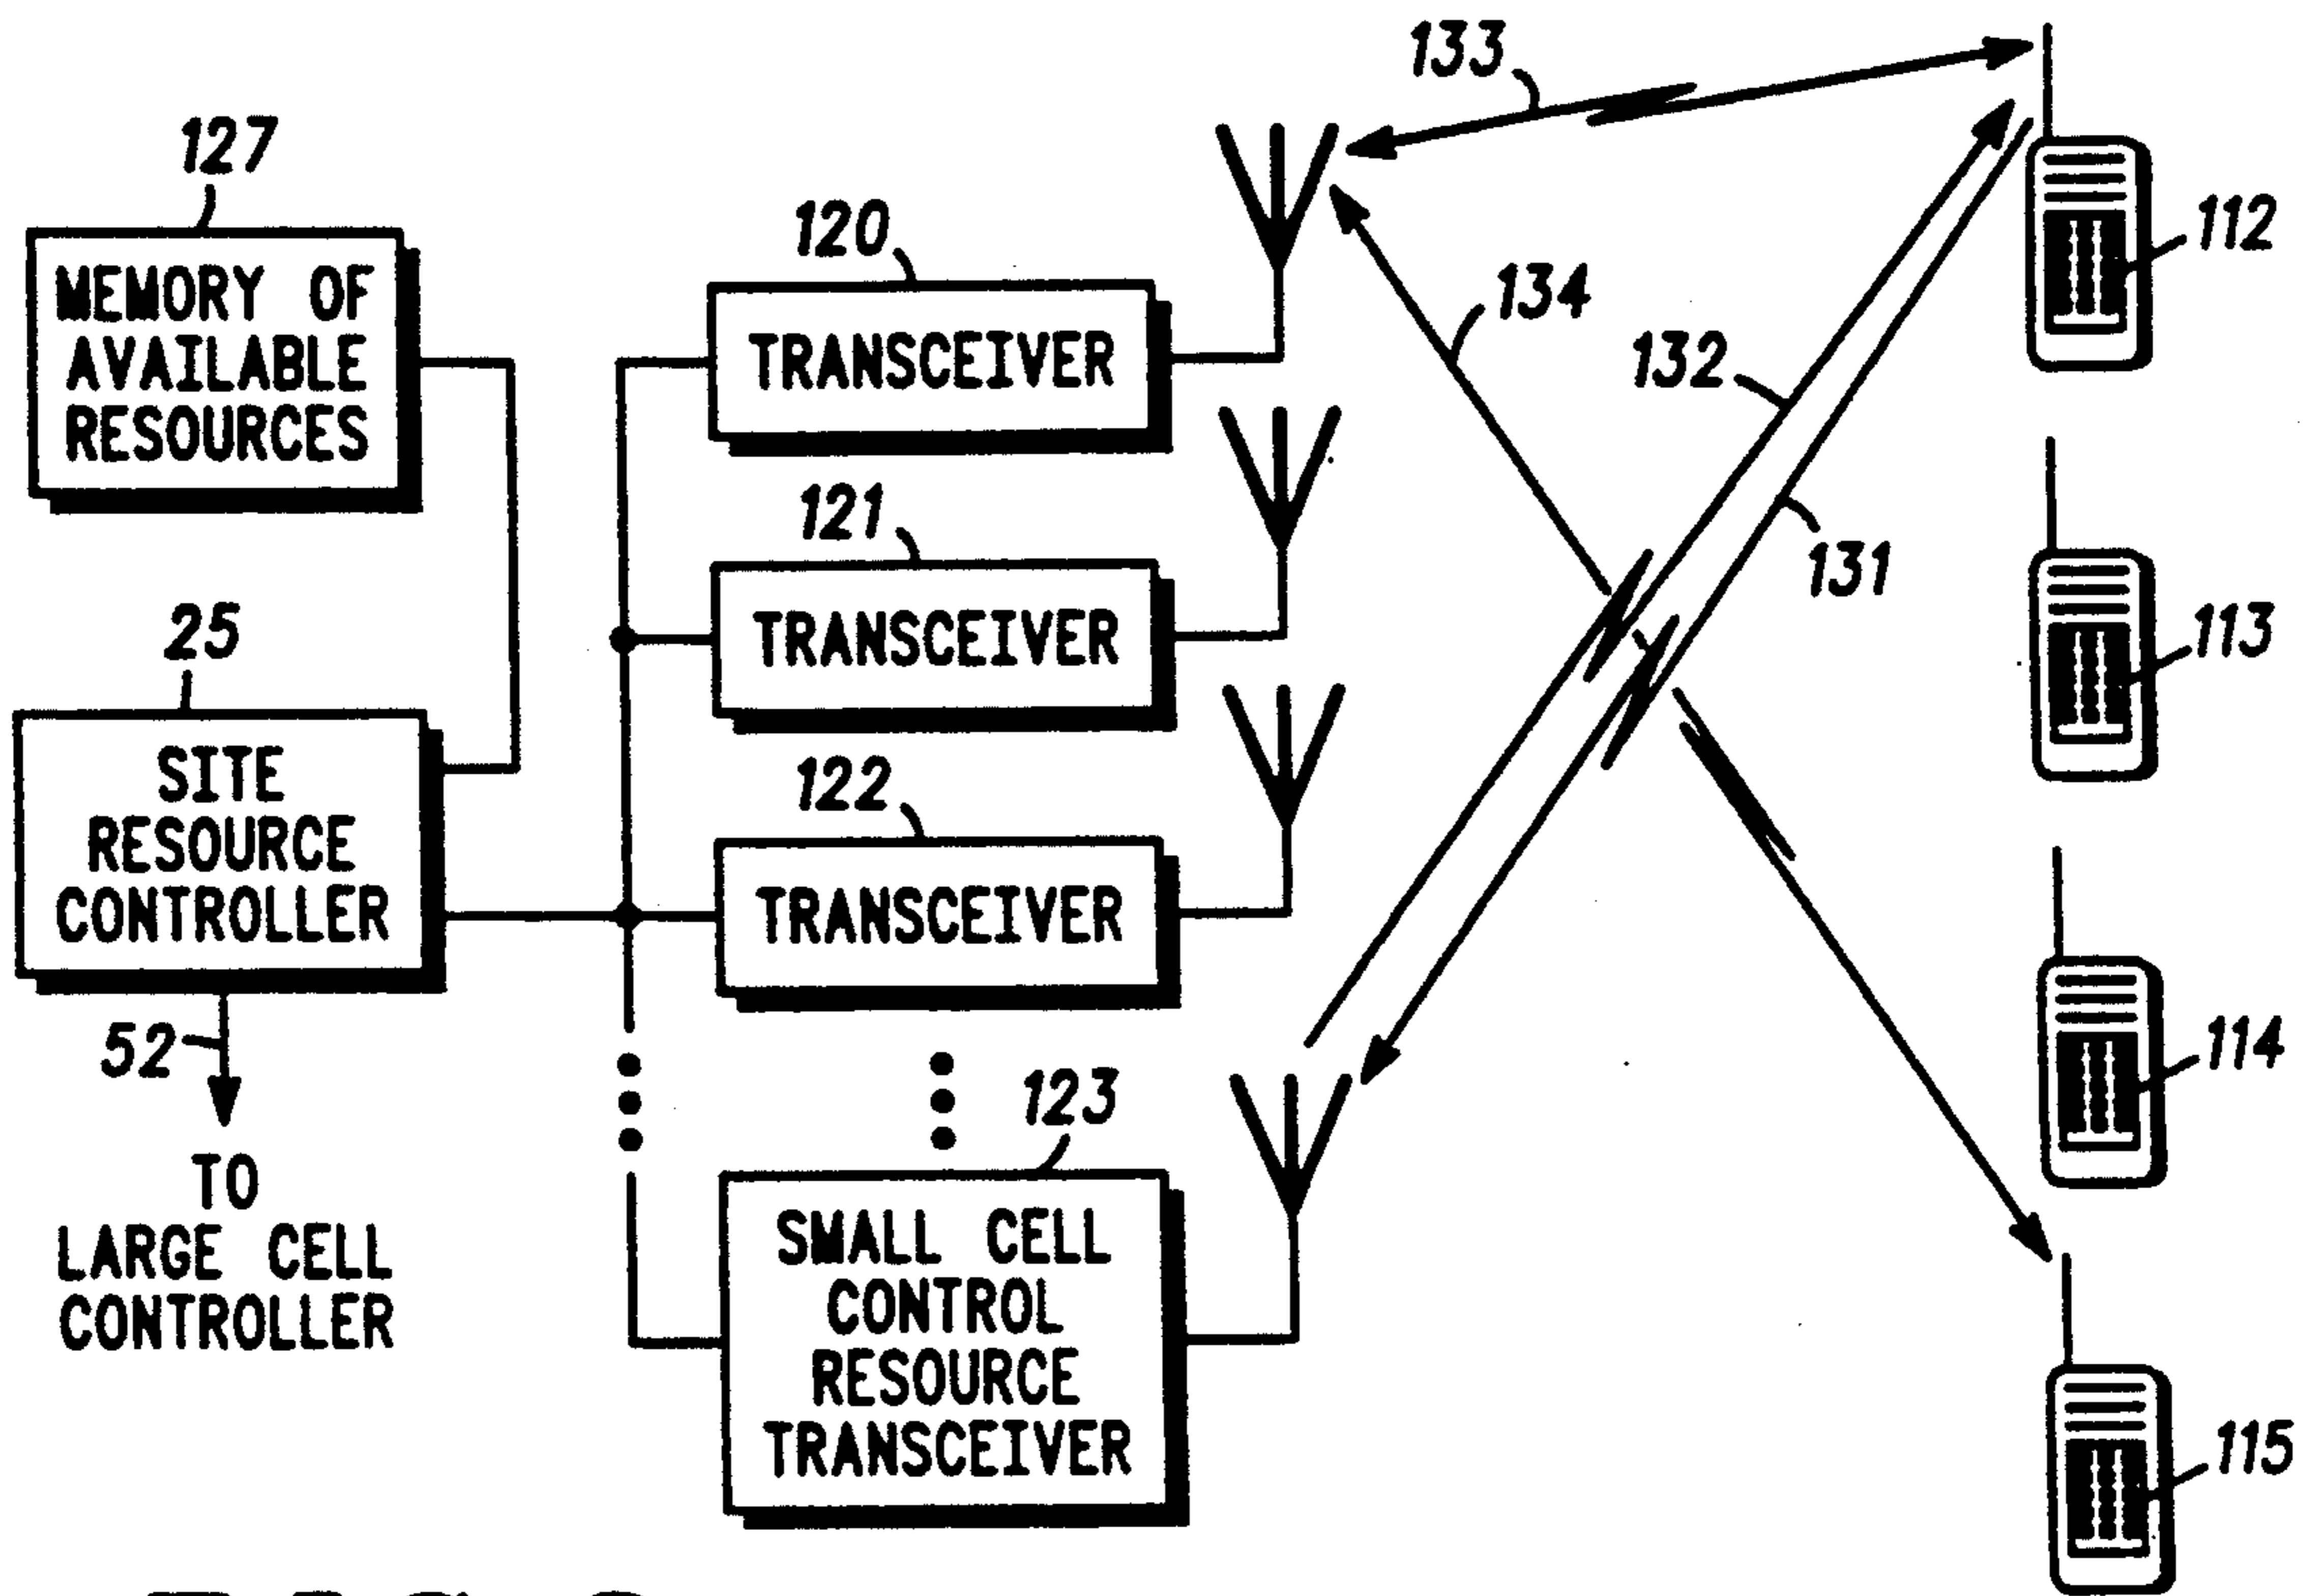 133
127
120
112
MEMORY OF
AVAILABLE
RESOURCES
TRANSCEIVER
134
132
121
131
25
TRANSCEIVER
113
SITE
RESOURCE
CONTROLLER
122
TRANSCEIVER
52
123
114
TO
LARGE CELL
CONTROLLER
SMALL CELL
CONTROL
RESOURCE
TRANSCEIVER
115